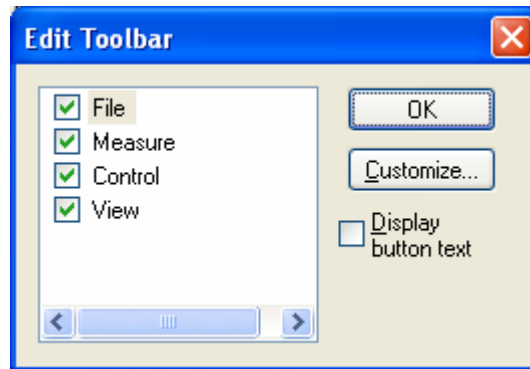 Edit Toolbar
File
Measure
Control
View
OK
Customize...
Display
button text